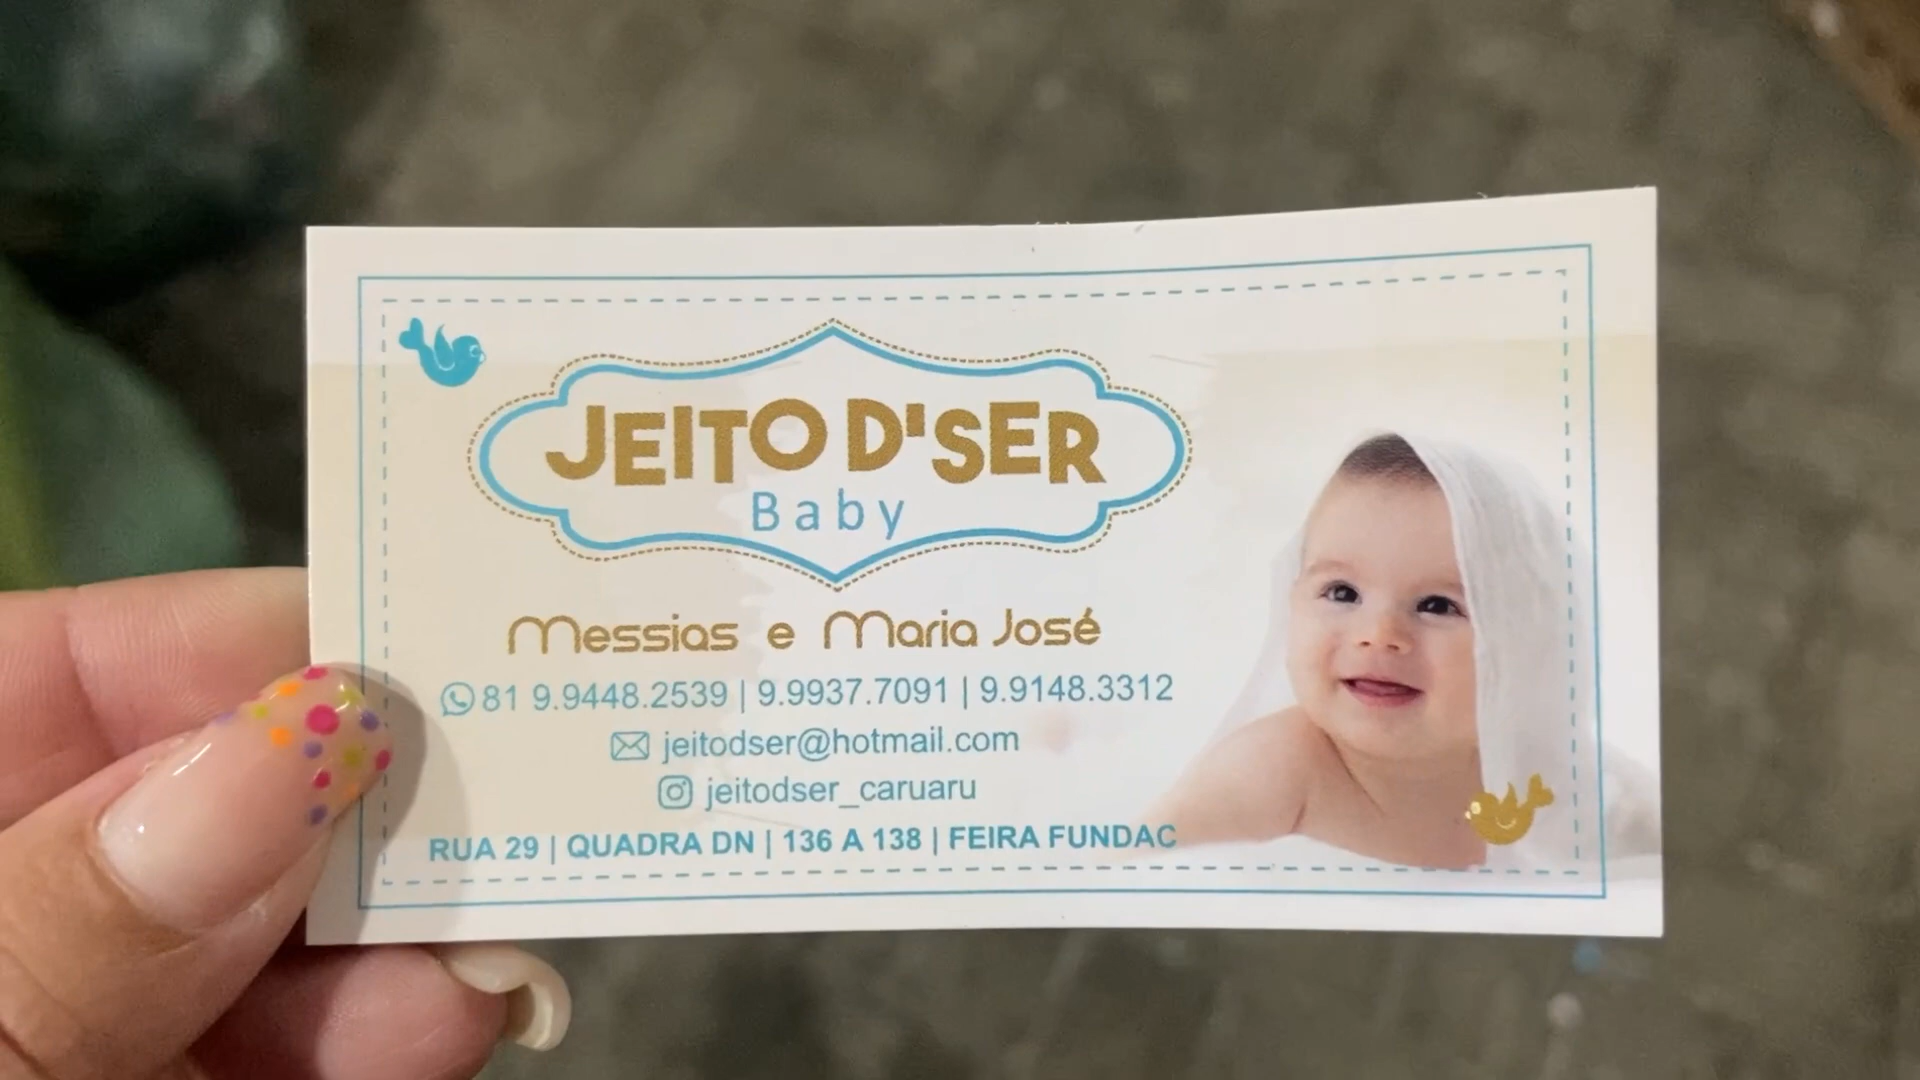 JEITO D'SER
Baby
Messias e Maria José
81 9.9448.2539 | 9.9937.7091 | 9.9148.3312
jeitodser@hotmail.com
jeitodser_caruaru
RUA 29 | QUADRA DN | 136 A 138 | FEIRA FUNDAC